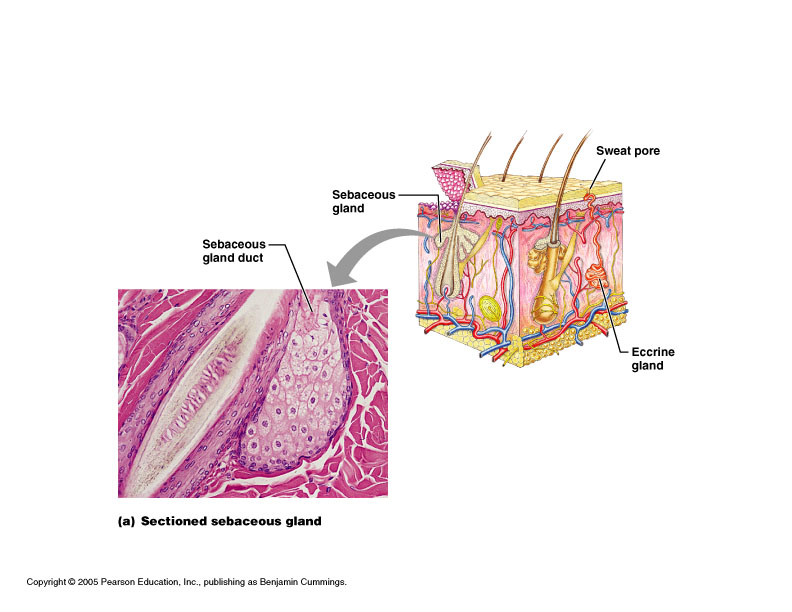 Sweat pore
Sebaceous
gland
Sebaceous
gland duct
Eccrine
gland
(a) Sectioned sebaceous gland
Copyright © 2005 Pearson Education, Inc., publishing as Benjamin Cummings.